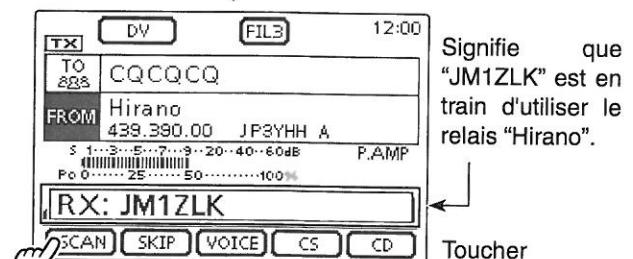 DV FIL3 12:00
TX
TO CQCQCQ
FROM Hirano
439.390.00 JP3YHH A
S 1··3··5··7··9··20··40··60dB P.AMP
Po 0······25······50·········100%
RX: JM1ZLK
SCAN SKIP VOICE CS CD
Signifie que
"JM1ZLK" est en
train d'utiliser le
relais "Hirano".
Toucher